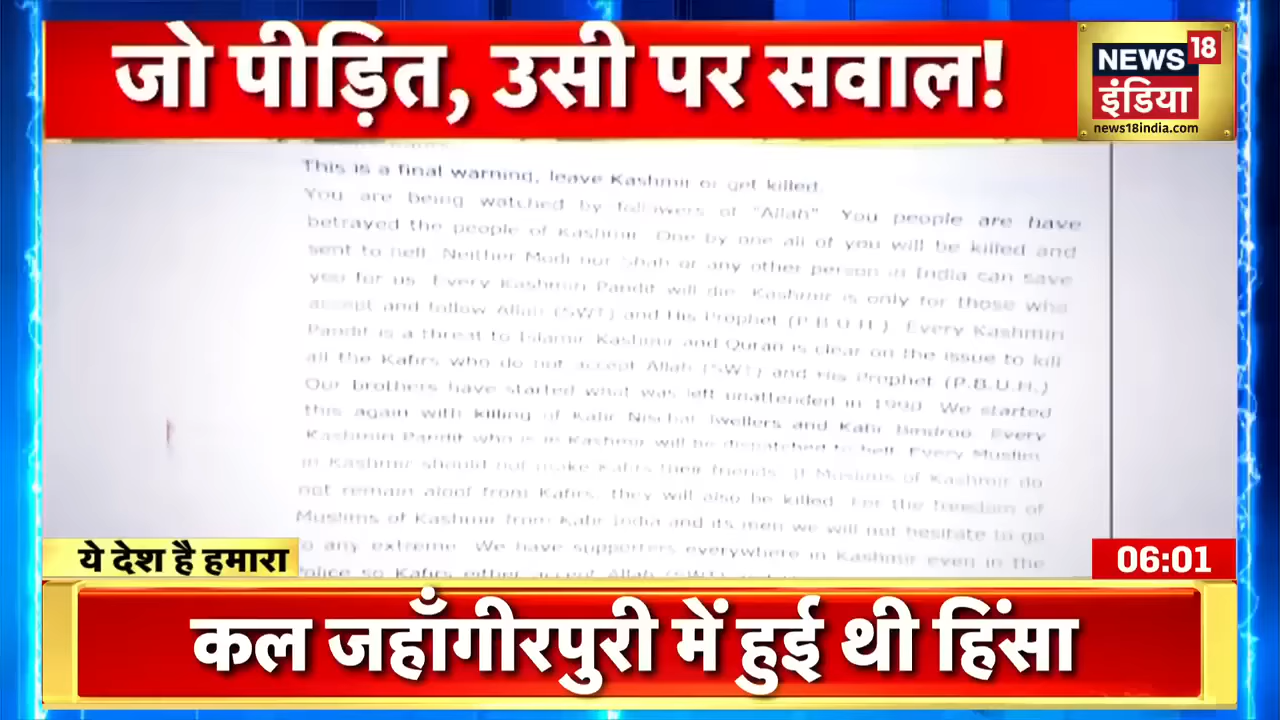 जो पीड़ित, उसी पर सवाल!
NEWS 18
इंडिया
news18india.com
This is a final warning, leave Kashmir or get killed.
You are being watched by followers of "Allah". You people are have
betrayed the people of Kashmir. One by one all of you will be killed and
sent to hell. Neither Modi nor Shah or any other person in India can save
you for us. Every Kashmiri Pandit will die. Kashmir is only for those who
accept and follow Allah (SWT) and His Prophet (P.B.U.H.). Every Kashmiri
Pandit is a threat to Islamic Kashmir and Quran is clear on the issue to kill
all the Kafirs who do not accept Allah (SWT) and His Prophet (P.B.U.H.)
Our brothers have started what was left unattended in 1990. We started
this again with killing of Kafir Jwellers and Kafir Bindroo. Every
Kashmiri Pandit who is in Kashmir will be dispatched to hell. Every Muslim
in Kashmir should not make Kafirs their friends. If Muslims of Kashmir do
not remain aloof from Kafirs, they will also be killed. For the freedom of
Muslims of Kashmir from Kafir India and its men we will not hesitate to go
to any extreme. We have supporters everywhere in Kashmir even in the
police so Kafirs either accept Allah (SWT)
ये देश है हमारा
06:01
कल जहाँगीरपुरी में हुई थी हिंसा